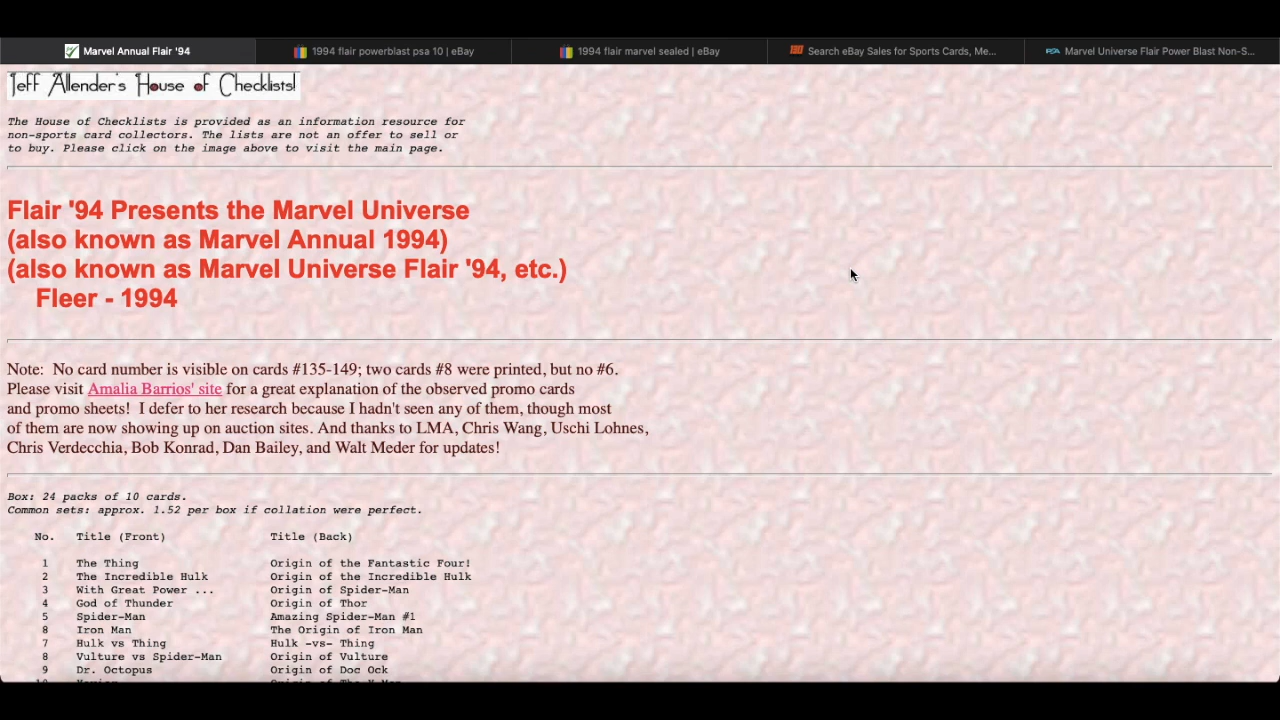 Marvel Annual Flair '94
1994 flair powerblast psa 10 | eBay
1994 flair marvel sealed | eBay
Search eBay Sales for Sports Cards, Me...
PSA Marvel Universe Flair Power Blast Non-S...
Jeff Allender's House of Checklists!
The House of Checklists is provided as an information resource for
non-sports card collectors. The lists are not an offer to sell or
to buy. Please click on the image above to visit the main page.
Flair '94 Presents the Marvel Universe
(also known as Marvel Annual 1994)
(also known as Marvel Universe Flair '94, etc.)
Fleer - 1994
Note: No card number is visible on cards #135-149; two cards #8 were printed, but no #6.
Please visit Amalia Barrios' site for a great explanation of the observed promo cards
and promo sheets! I defer to her research because I hadn't seen any of them, though most
of them are now showing up on auction sites. And thanks to LMA, Chris Wang, Uschi Lohnes,
Chris Verdecchia, Bob Konrad, Dan Bailey, and Walt Meder for updates!
Box: 24 packs of 10 cards.
Common sets: approx. 1.52 per box if collation were perfect.
No. Title (Front) Title (Back)
1 The Thing Origin of the Fantastic Four!
2 The Incredible Hulk Origin of the Incredible Hulk
3 With Great Power ... Origin of Spider-Man
4 God of Thunder Origin of Thor
5 Spider-Man Amazing Spider-Man #1
8 Iron Man The Origin of Iron Man
7 Hulk vs Thing Hulk -vs- Thing
8 Vulture vs Spider-Man Origin of Vulture
9 Dr. Octopus Origin of Doc Ock